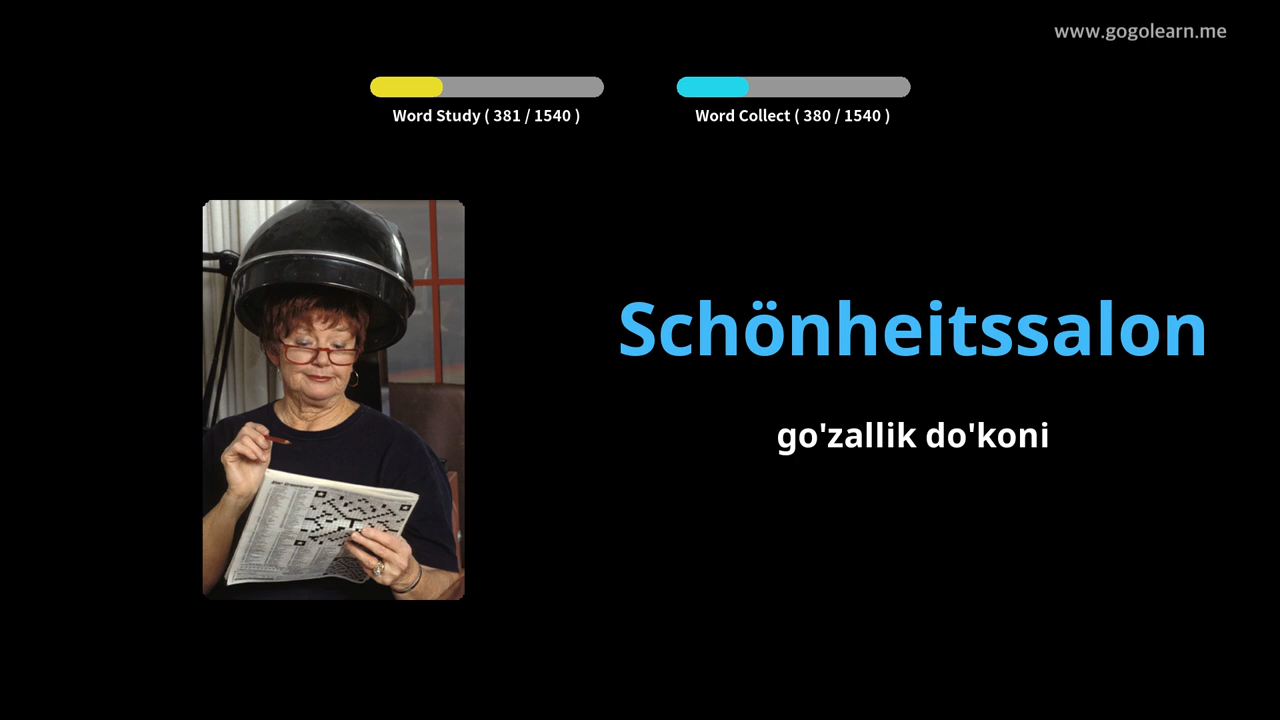 www.gogolearn.me
Word Study ( 381 / 1540 )
Word Collect ( 380 / 1540 )
Schönheitssalon
go'zallik do'koni